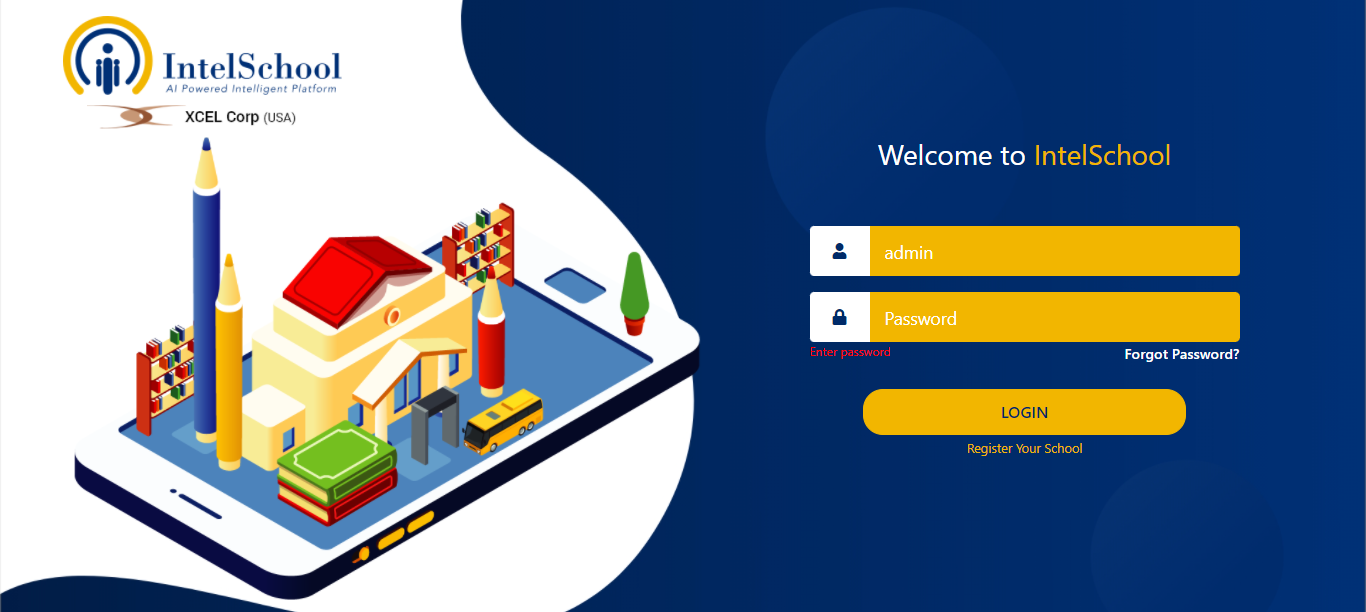 IntelSchool
AI Powered Intelligent Platform
XCEL Corp (USA)
Welcome to IntelSchool
admin
Password
Enter password
Forgot Password?
LOGIN
Register Your School